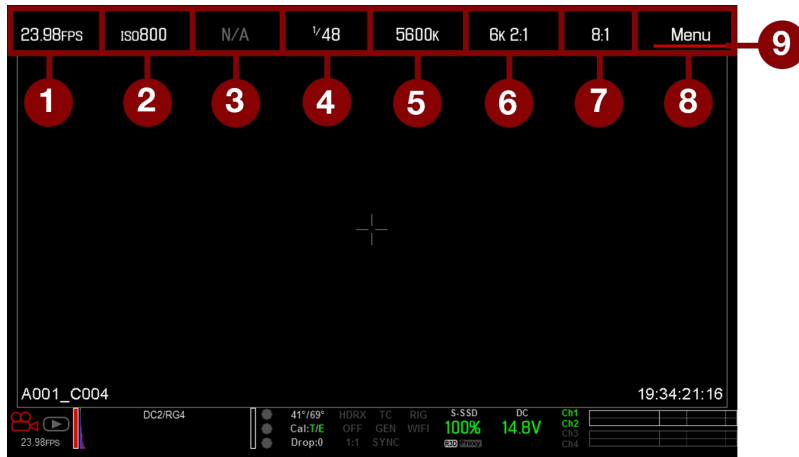 23.98FPS ISO800 N/A 1/48 5600K 6K 2:1 8:1 Menu 9
1 2 3 4 5 6 7 8
A001_C004 19:34:21:16
DC2/RG4 41°/69° HDRX TC RIG S-SSD DC Ch1
Cal:T/E OFF GEN WIFI 100% 14.8V Ch2
23.98FPS Drop:0 1:1 SYNC R3D Proxy Ch3
Ch4